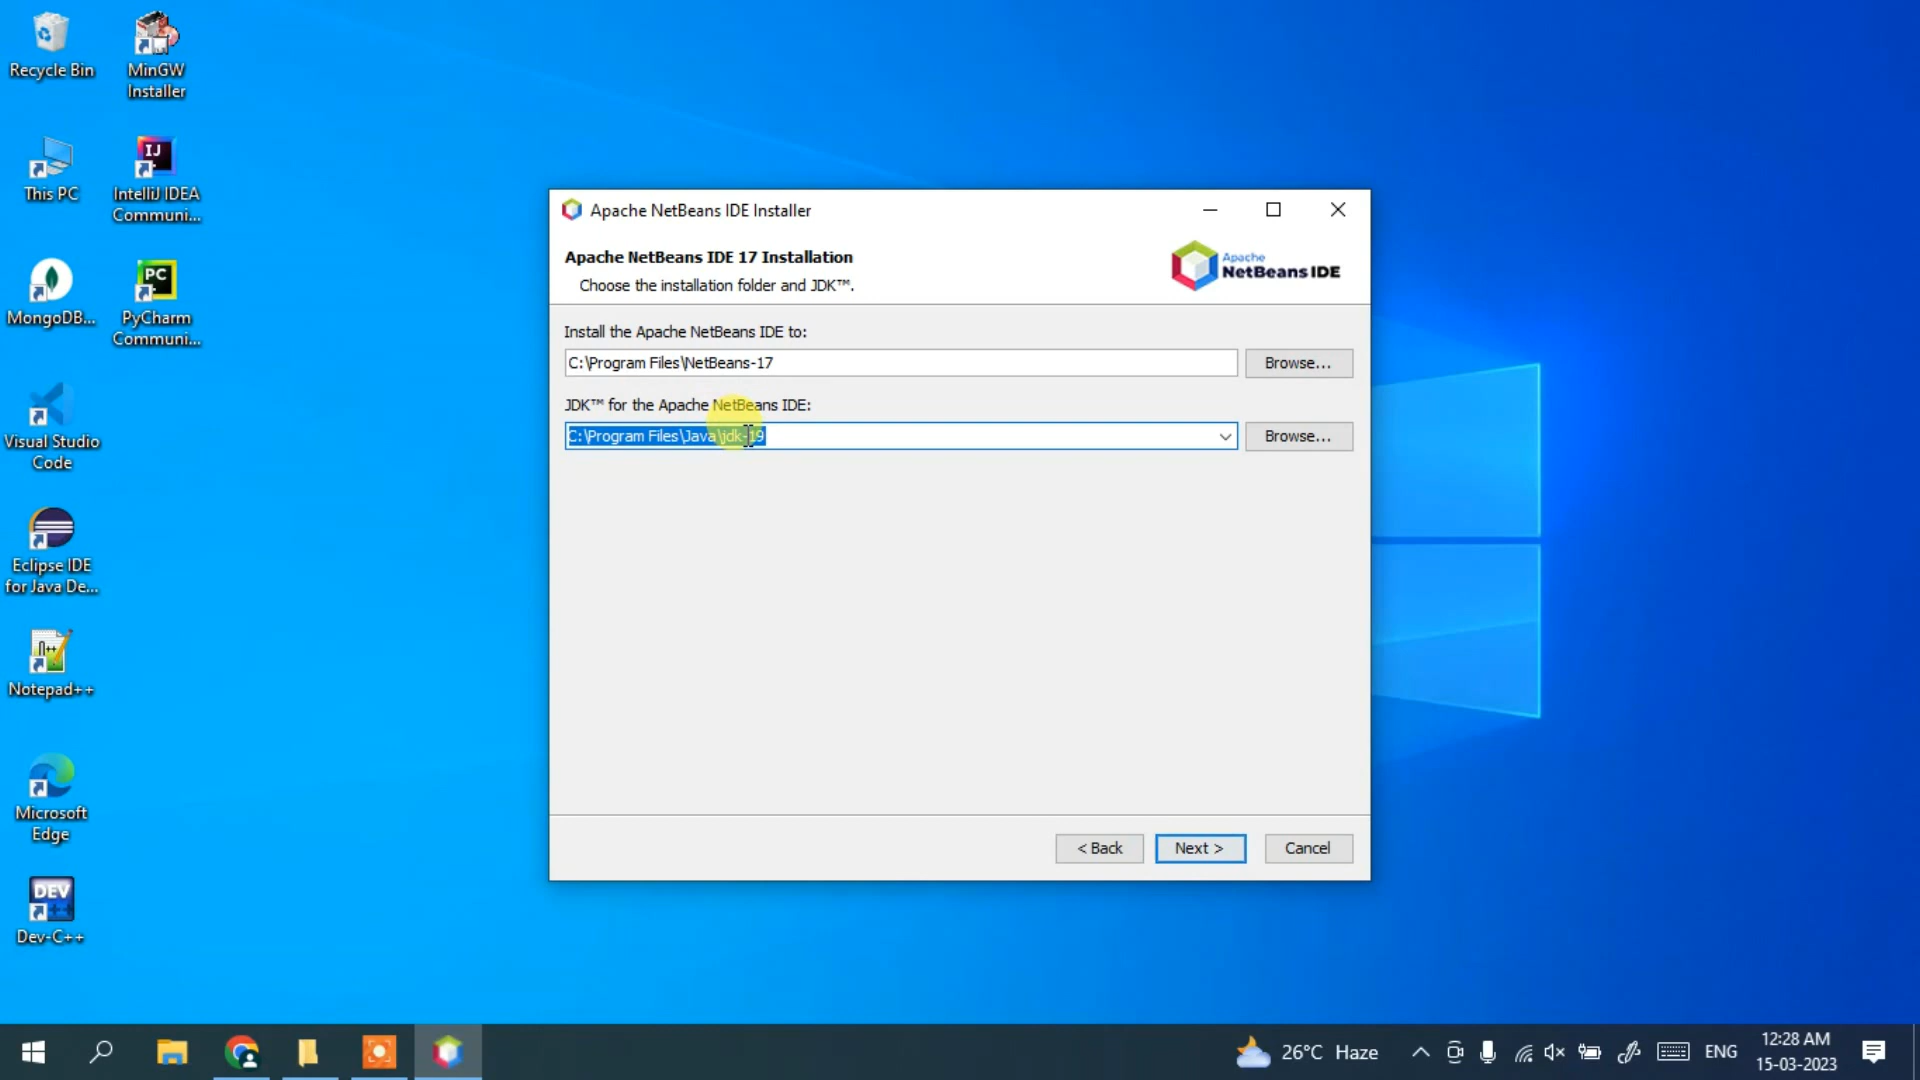 Recycle Bin
MinGW
Installer
This PC
IntelliJ IDEA
Communi...
MongoDB...
PyCharm
Communi...
Visual Studio
Code
Eclipse IDE
for Java De...
Notepad++
Microsoft
Edge
Dev-C++
IJ
PC
DEV
Apache NetBeans IDE Installer
Apache NetBeans IDE 17 Installation
Choose the installation folder and JDK™.
Apache
NetBeans IDE
Install the Apache NetBeans IDE to:
C:\Program Files\NetBeans-17
Browse...
JDK™ for the Apache NetBeans IDE:
C:\Program Files\Java\jdk-19
Browse...
< Back
Next >
Cancel
26°C Haze
ENG
12:28 AM
15-03-2023